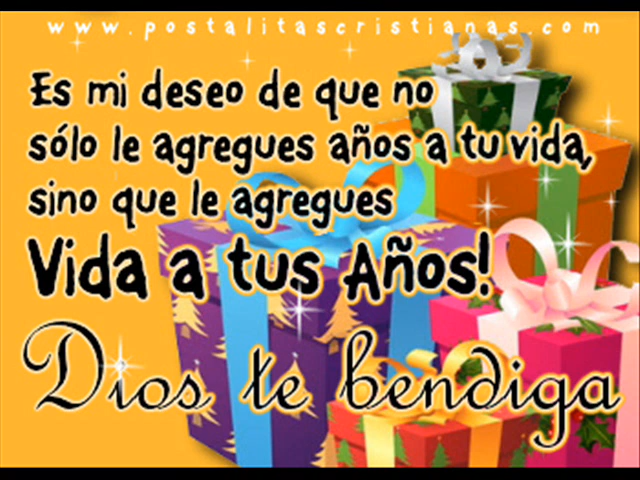 www.postalitascristianas.com
Es mi deseo de que no
sólo le agregues años a tu vida,
sino que le agregues
Vida a tus Años!
Dios te bendiga